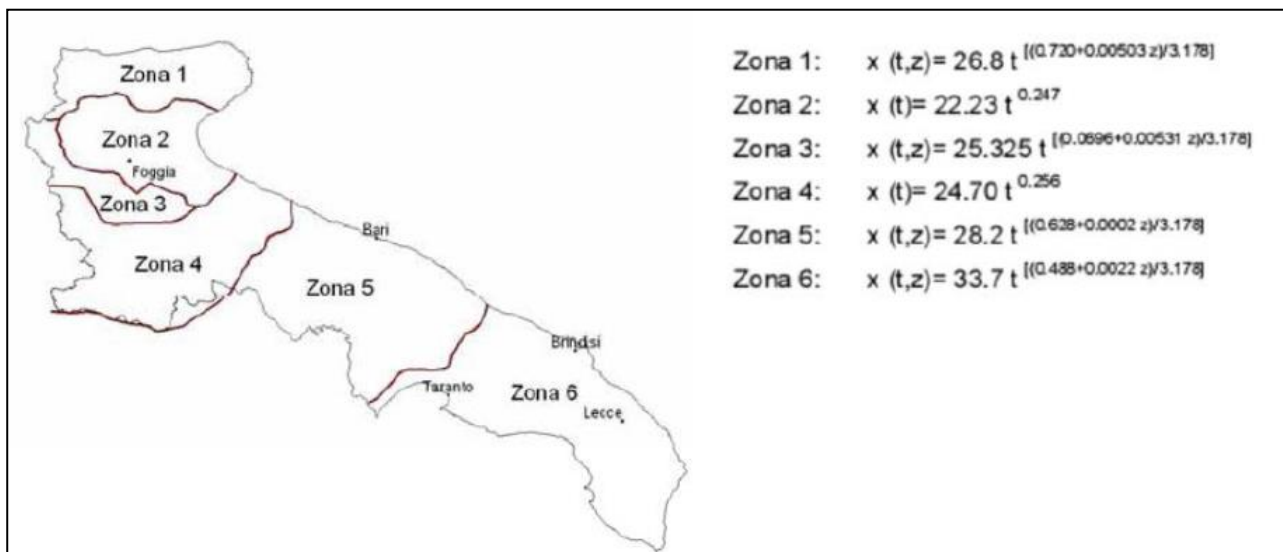 Zona 1
Zona 2
Foggia
Zona 3
Bari
Zona 4
Zona 5
Brindisi
Taranto
Zona 6
Lecce
Zona 1: x (t,z)= 26.8 t [(0.720+0.00503 z)/3.178]
Zona 2: x (t)= 22.23 t 0.247
Zona 3: x (t,z)= 25.325 t [(0.0696+0.00531 z)/3.178]
Zona 4: x (t)= 24.70 t 0.256
Zona 5: x (t,z)= 28.2 t [(0.628+0.0002 z)/3.178]
Zona 6: x (t,z)= 33.7 t [(0.488+0.0022 z)/3.178]